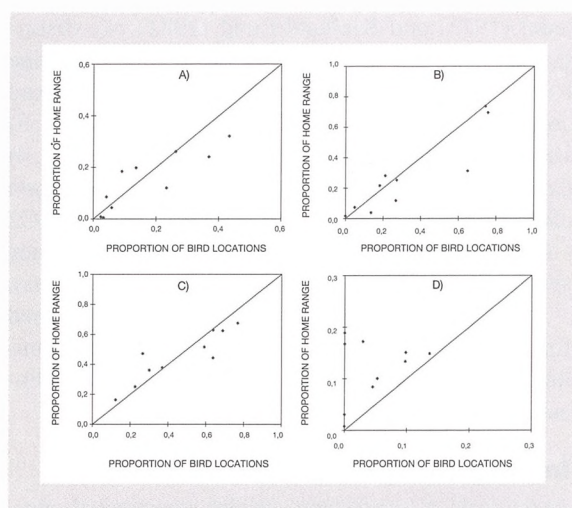 A)
PROPORTION OF HOME RANGE
0,6
0,4
0,2
0,0
0,0 0,2 0,4 0,6
PROPORTION OF BIRD LOCATIONS
B)
PROPORTION OF HOME RANGE
1,0
0,8
0,6
0,4
0,2
0,0
0,0 0,2 0,4 0,6 0,8 1,0
PROPORTION OF BIRD LOCATIONS
C)
PROPORTION OF HOME RANGE
1,0
0,8
0,6
0,4
0,2
0,0
0,0 0,2 0,4 0,6 0,8 1,0
PROPORTION OF BIRD LOCATIONS
D)
PROPORTION OF HOME RANGE
0,3
0,2
0,1
0,0
0,0 0,1 0,2 0,3
PROPORTION OF BIRD LOCATIONS